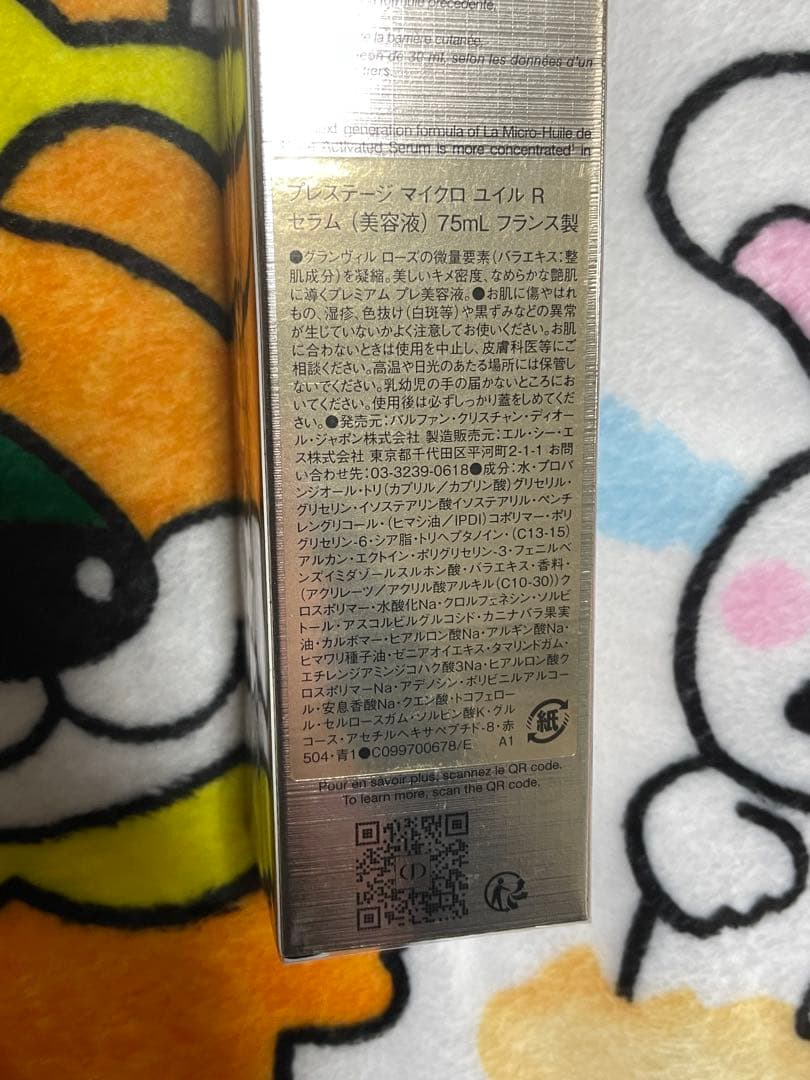 formule précédente,
la barrière cutanée,
de 30 ml, selon les données d'un
generation formula of La Micro-Huile de
Activated Serum is more concentrated¹ in
プレステージ マイクロ ユイル R
セラム (美容液) 75mL フランス製
●グランヴィル ローズの微量要素(バラエキス:整
肌成分)を凝縮。美しいキメ密度、なめらかな艶肌
に導くプレミアム プレ美容液。●お肌に傷やはれ
もの、湿疹、色抜け(白斑等)や黒ずみなどの異常
が生じていないかよく注意してお使いください。お肌
に合わないときは使用を中止し、皮膚科医等にご
相談ください。高温や日光のあたる場所には保管し
ないでください。乳幼児の手の届かないところにお
いてください。使用後は必ずしっかり蓋をしめてくだ
さい。●発売元:パルファン・クリスチャン・ディオー
ル・ジャポン株式会社 製造販売元:エル・シー・エ
ス株式会社 東京都千代田区平河町2-1-1 お問
い合わせ先:03-3239-0618●成分:水・プロパ
ンジオール・トリ(カプリル/カプリン酸)グリセリル・
グリセリン・イソステアリン酸イソステアリル・ペンチ
レングリコール・(ヒマシ油/IPDI)コポリマー・ポリ
グリセリン-6・シア脂・トリヘプタノイン・(C13-15)
アルカン・エクトイン・ポリグリセリン-3・フェニルベ
ンズイミダゾールスルホン酸・バラエキス・香料・
(アクリレーツ/アクリル酸アルキル(C10-30))ク
ロスポリマー・水酸化Na・クロルフェネシン・ソルビ
トール・アスコルビルグルコシド・カニナバラ果実
油・カルボマー・ヒアルロン酸Na・アルギン酸Na・
ヒマワリ種子油・ゼニアオイエキス・タマリンドガム・
エチレンジアミンジコハク酸3Na・ヒアルロン酸ク
ロスポリマーNa・アデノシン・ポリビニルアルコー
ル・安息香酸Na・クエン酸・トコフェロー
ル・セルロースガム・ソルビン酸K・グル
コース・アセチルヘキサペプチド-8・赤
504・青1●C099700678/E A1
紙
Pour en savoir plus, scannez le QR code.
To learn more, scan the QR code.
CD